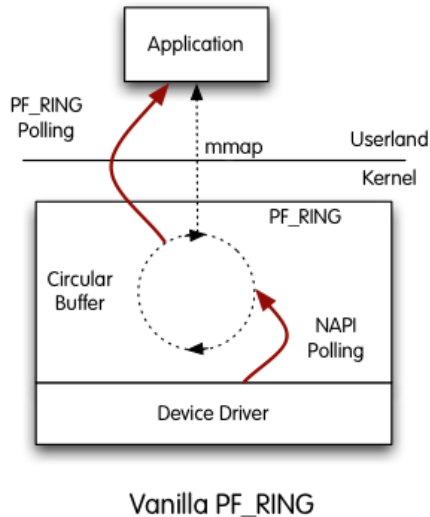 Application
PF_RING
Polling
mmap
Userland
Kernel
PF_RING
Circular
Buffer
NAPI
Polling
Device Driver
Vanilla PF_RING